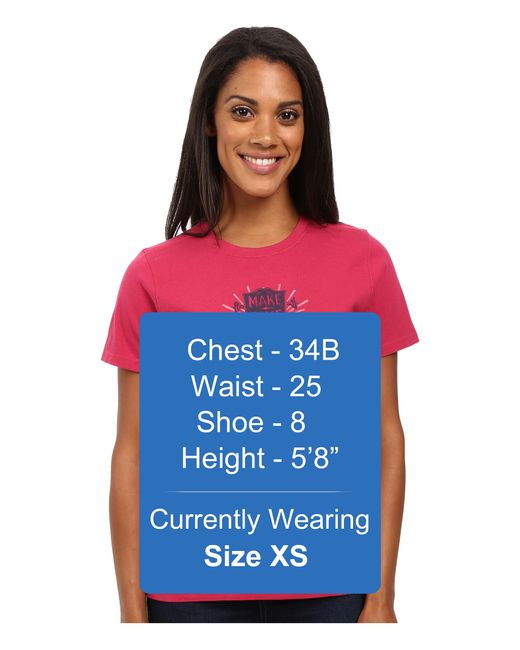 MAKE
Chest - 34B
Waist - 25
Shoe - 8
Height - 5’8”
Currently Wearing
Size XS